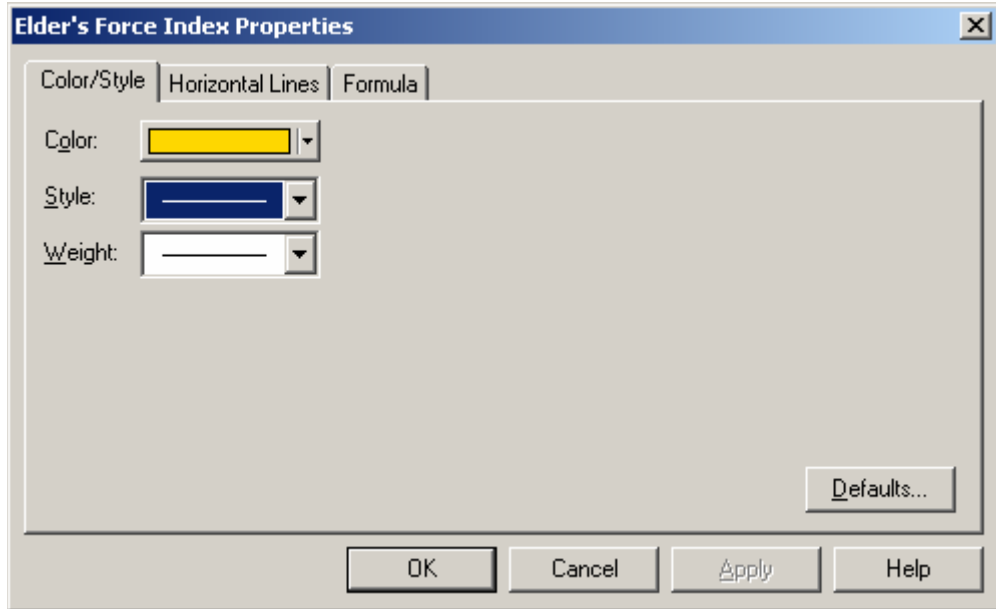 Elder's Force Index Properties
Color/Style Horizontal Lines Formula
Color:
Style:
Weight:
Defaults...
OK Cancel Apply Help